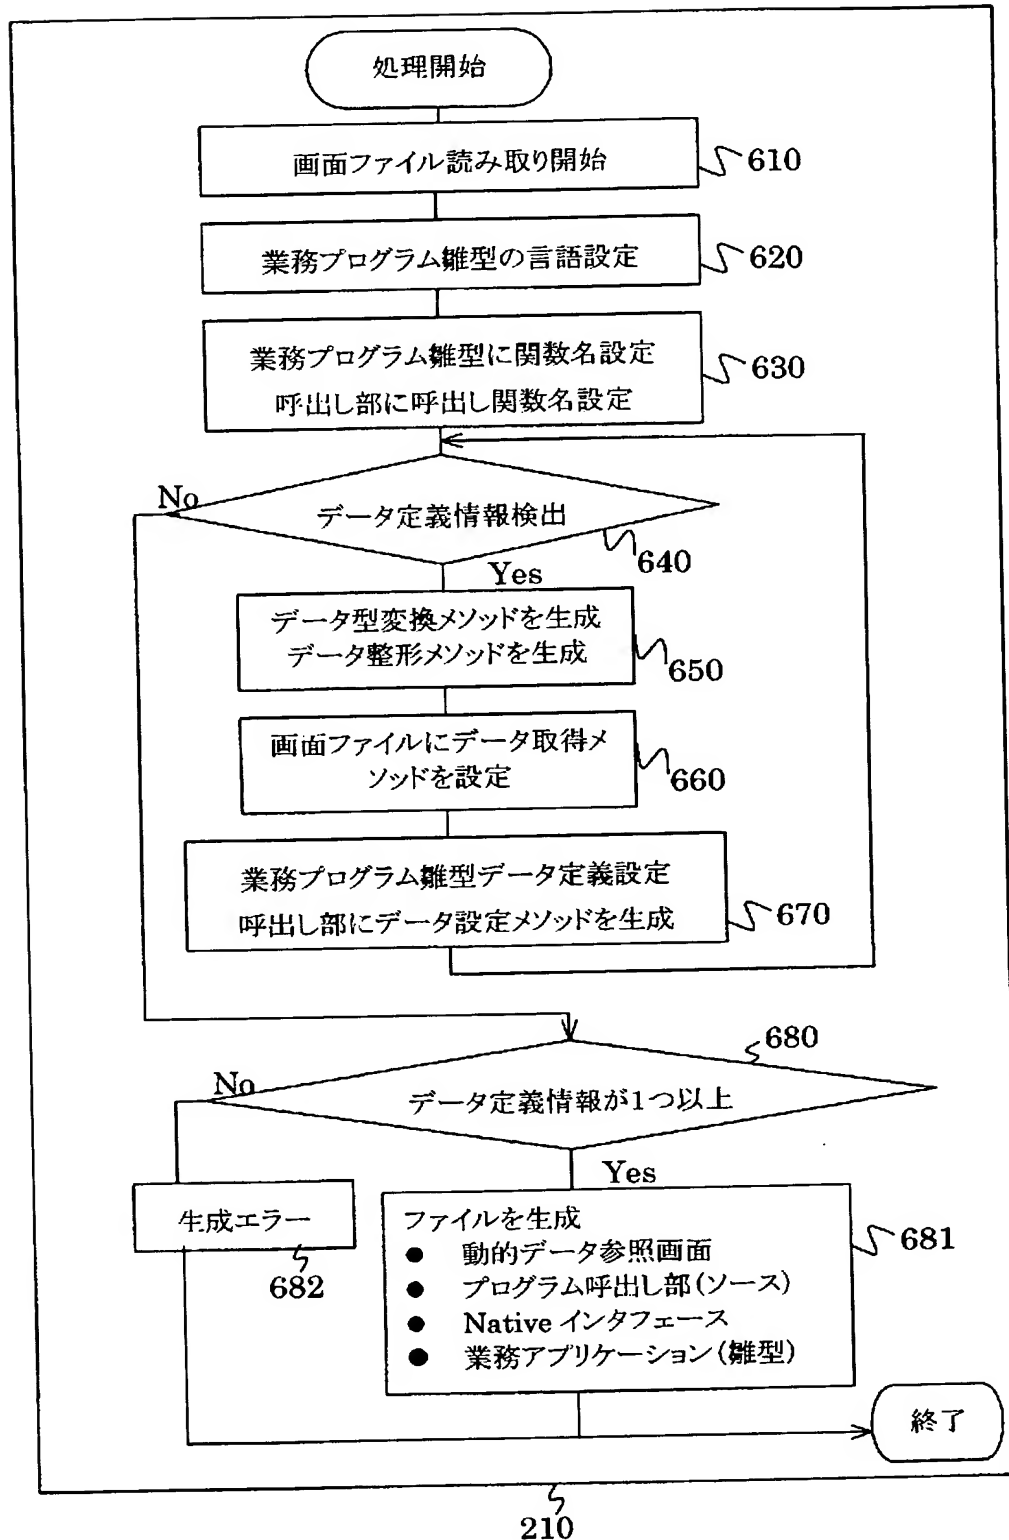 処理開始
画面ファイル読み取り開始
610
業務プログラム雛型の言語設定
620
業務プログラム雛型に関数名設定
呼出し部に呼出し関数名設定
630
No
データ定義情報検出
640
Yes
データ型変換メソッドを生成
データ整形メソッドを生成
650
画面ファイルにデータ取得メ
ソッドを設定
660
業務プログラム雛型データ定義設定
呼出し部にデータ設定メソッドを生成
670
680
No
データ定義情報が1つ以上
Yes
生成エラー
682
ファイルを生成
● 動的データ参照画面
● プログラム呼出し部(ソース)
● Native インタフェース
● 業務アプリケーション(雛型)
681
終了
210